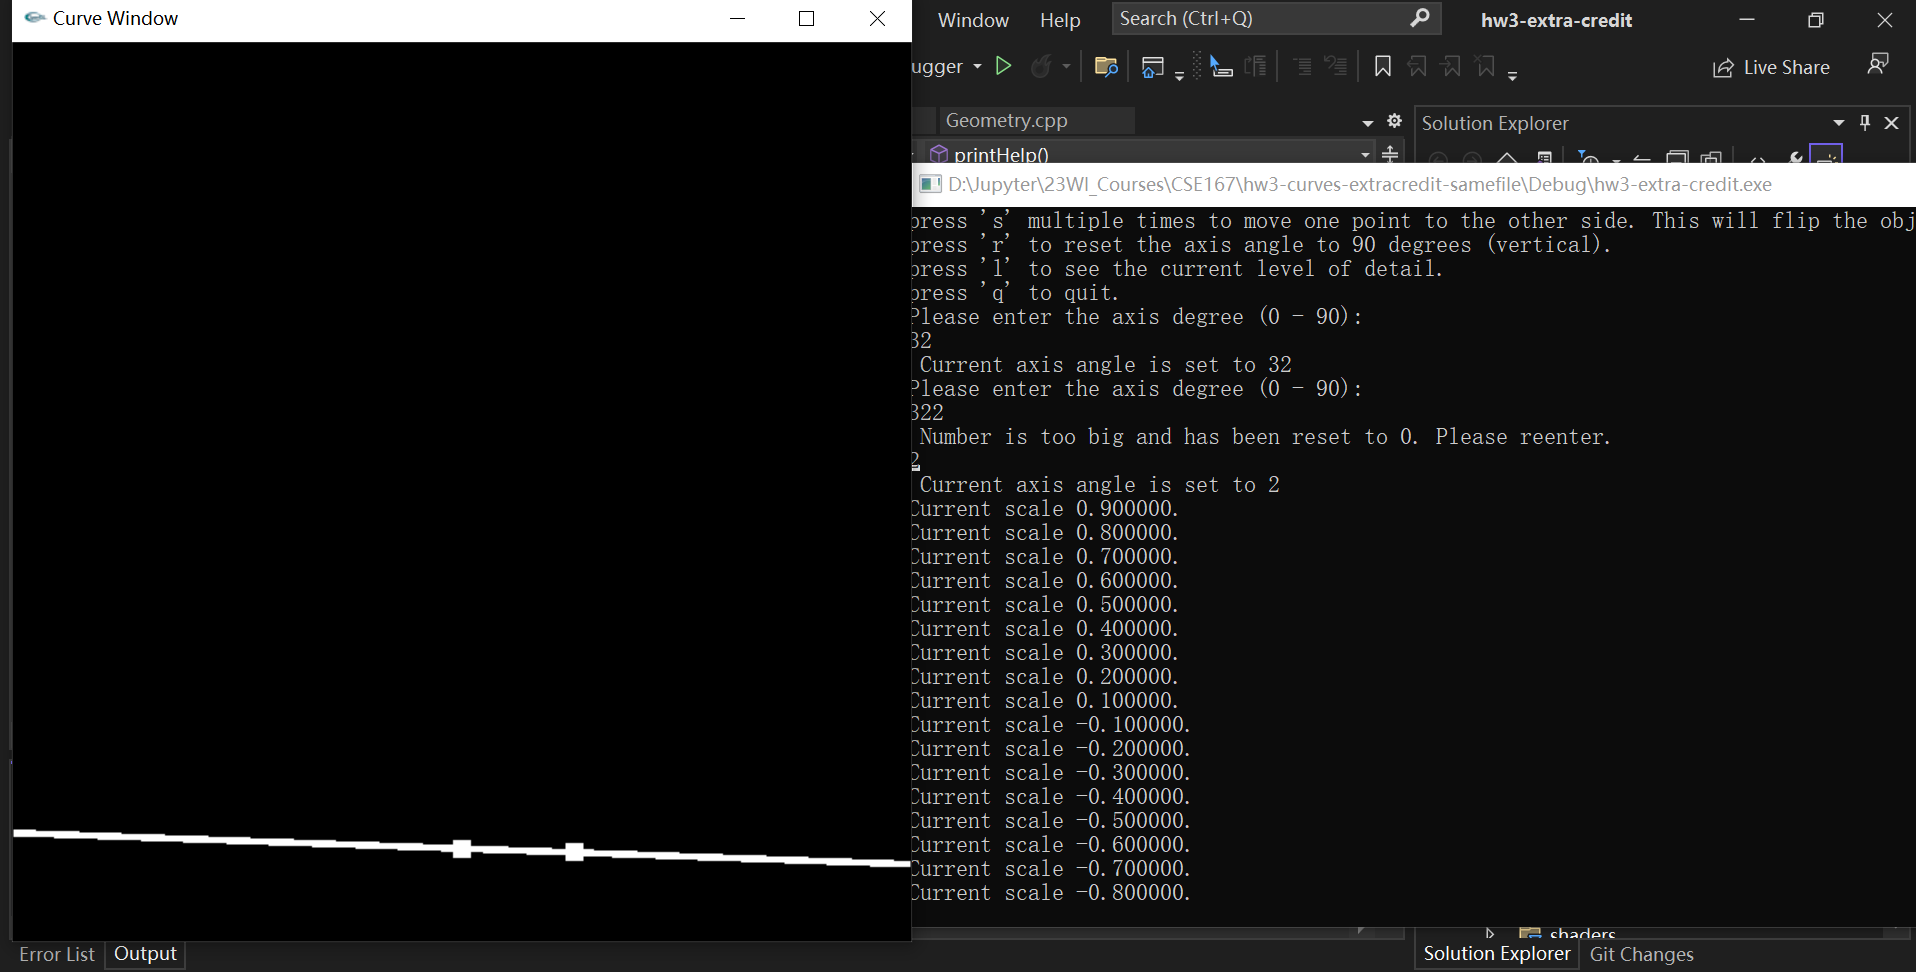 Curve Window
Window Help Search (Ctrl+Q) hw3-extra-credit
ugger Live Share
Geometry.cpp
Solution Explorer
printHelp()
D:\Jupyter\23WI_Courses\CSE167\hw3-curves-extracredit-samefile\Debug\hw3-extra-credit.exe
press 's' multiple times to move one point to the other side. This will flip the obj
press 'r' to reset the axis angle to 90 degrees (vertical).
press 'l' to see the current level of detail.
press 'q' to quit.
Please enter the axis degree (0 - 90):
32
Current axis angle is set to 32
Please enter the axis degree (0 - 90):
322
Number is too big and has been reset to 0. Please reenter.
2
Current axis angle is set to 2
Current scale 0.900000.
Current scale 0.800000.
Current scale 0.700000.
Current scale 0.600000.
Current scale 0.500000.
Current scale 0.400000.
Current scale 0.300000.
Current scale 0.200000.
Current scale 0.100000.
Current scale -0.100000.
Current scale -0.200000.
Current scale -0.300000.
Current scale -0.400000.
Current scale -0.500000.
Current scale -0.600000.
Current scale -0.700000.
Current scale -0.800000.
shaders
Error List Output
Solution Explorer Git Changes